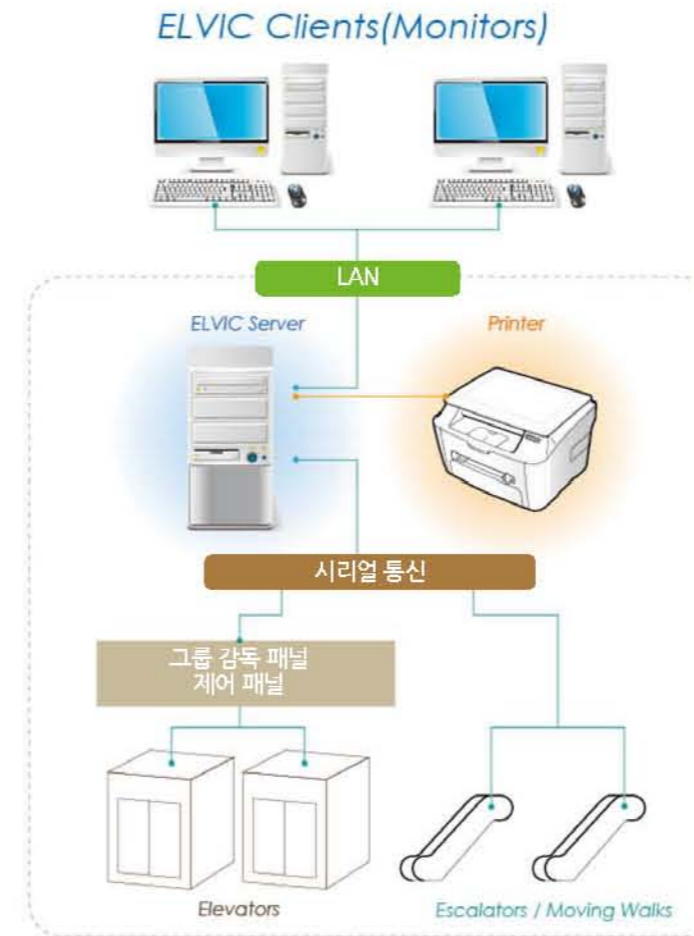 ELVIC Clients(Monitors)
LAN
ELVIC Server
Printer
시리얼 통신
그룹 감독 패널
제어 패널
Elevators
Escalators / Moving Walks